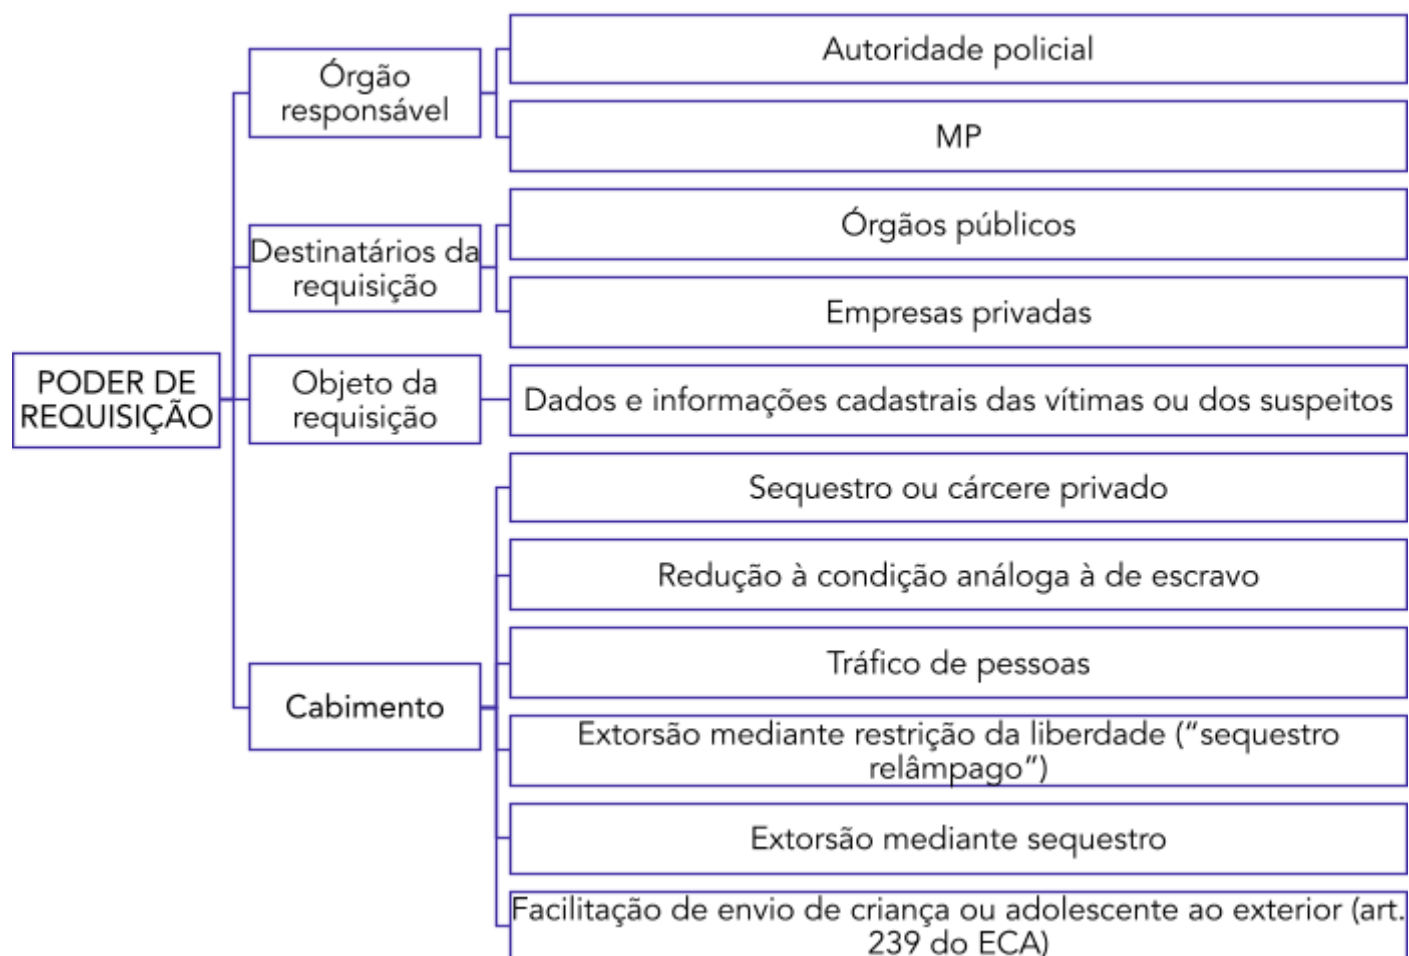 PODER DE
REQUISIÇÃO
Órgão
responsável
Autoridade policial
MP
Destinatários da
requisição
Órgãos públicos
Empresas privadas
Objeto da
requisição
Dados e informações cadastrais das vítimas ou dos suspeitos
Cabimento
Sequestro ou cárcere privado
Redução à condição análoga à de escravo
Tráfico de pessoas
Extorsão mediante restrição da liberdade (“sequestro
relâmpago”)
Extorsão mediante sequestro
Facilitação de envio de criança ou adolescente ao exterior (art.
239 do ECA)